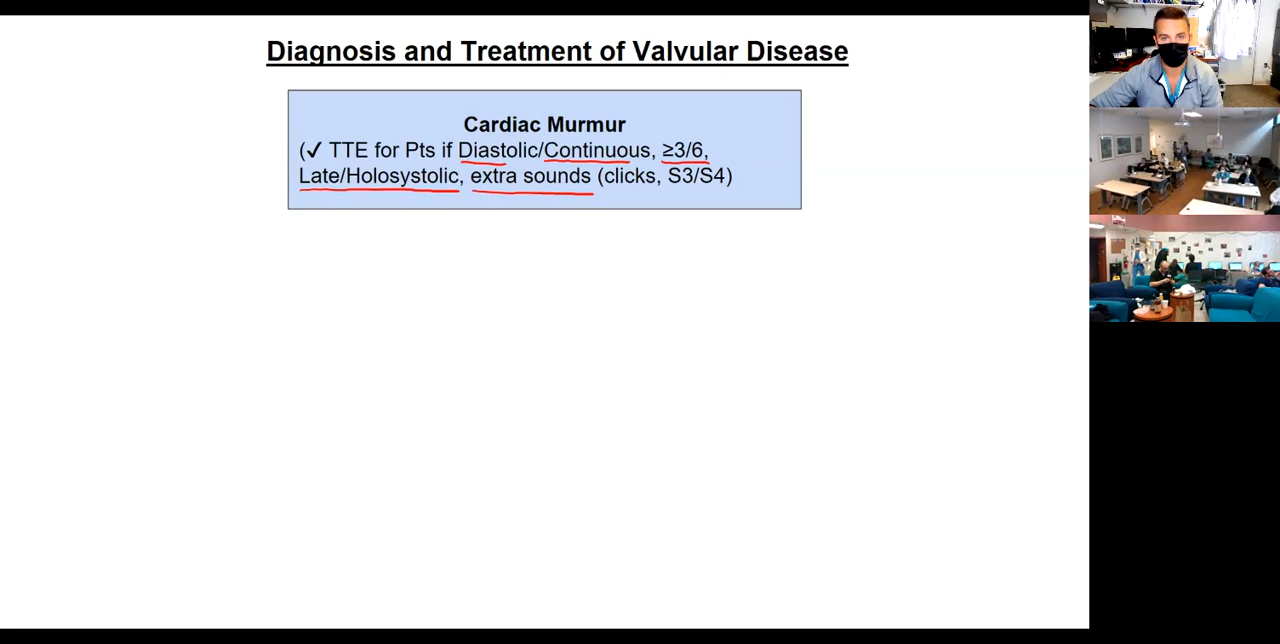 Diagnosis and Treatment of Valvular Disease
Cardiac Murmur
(✓ TTE for Pts if Diastolic/Continuous, ≥3/6,
Late/Holosystolic, extra sounds (clicks, S3/S4)